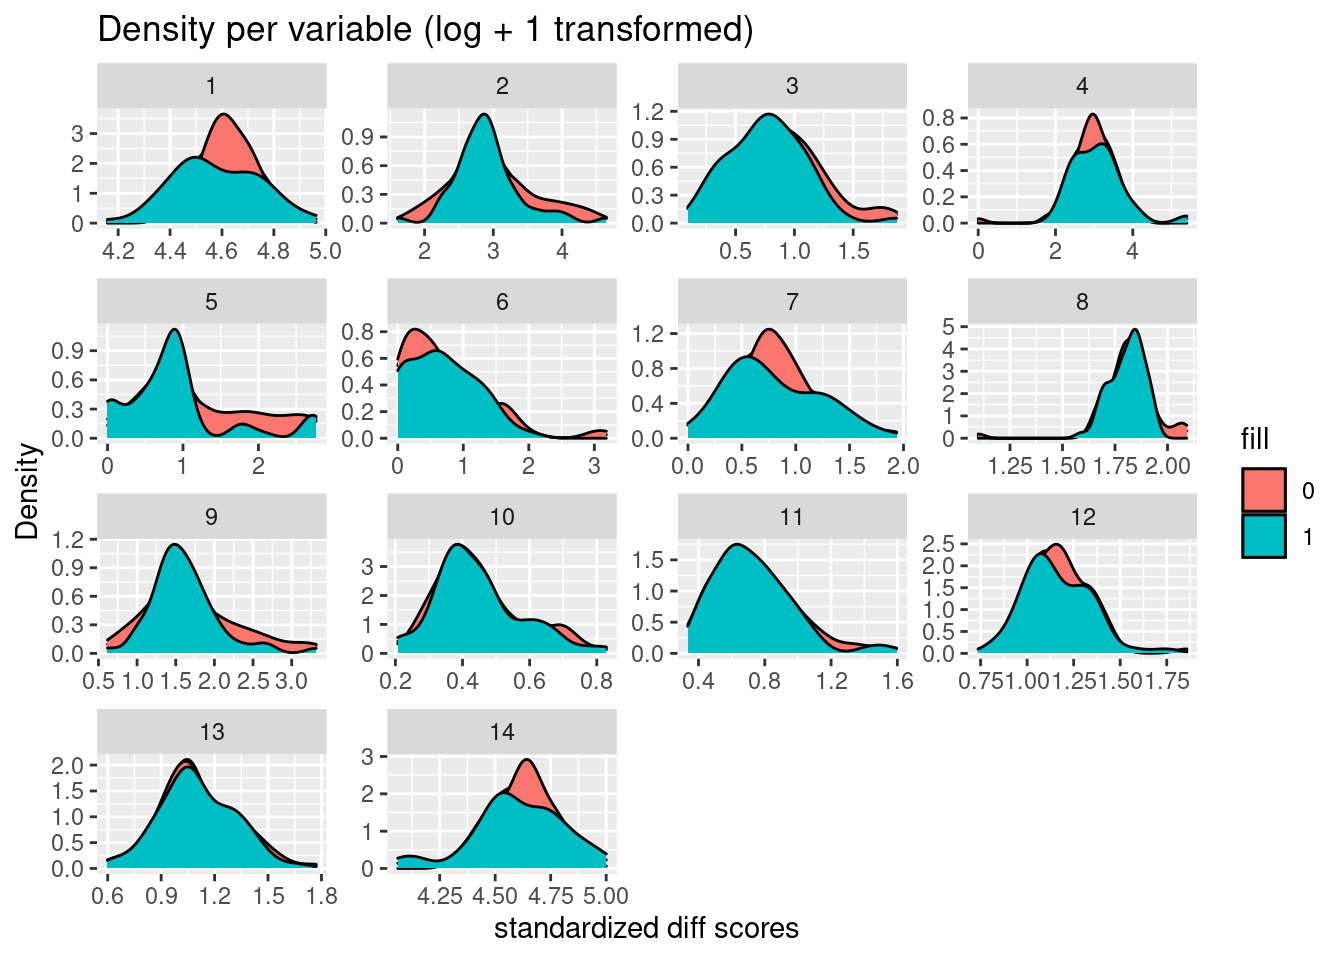 Density per variable (log + 1 transformed)
1 2 3 4
3 2 1 0
0.9 0.6 0.3 0.0
1.2 0.9 0.6 0.3 0.0
0.8 0.6 0.4 0.2 0.0
4.2 4.4 4.6 4.8 5.0
2 3 4
0.5 1.0 1.5
0 2 4
5 6 7 8
0.9 0.6 0.3 0.0
0.8 0.6 0.4 0.2 0.0
1.2 0.8 0.4 0.0
5 4 3 2 1 0
0 1 2
0 1 2 3
0.0 0.5 1.0 1.5 2.0
1.25 1.50 1.75 2.00
9 10 11 12
1.2 0.9 0.6 0.3 0.0
3 2 1 0
1.5 1.0 0.5 0.0
2.5 2.0 1.5 1.0 0.5 0.0
0.5 1.0 1.5 2.0 2.5 3.0
0.2 0.4 0.6 0.8
0.4 0.8 1.2 1.6
0.75 1.00 1.25 1.50 1.75
13 14
2.0 1.5 1.0 0.5 0.0
3 2 1 0
0.6 0.9 1.2 1.5 1.8
4.25 4.50 4.75 5.00
standardized diff scores
Density
fill
0
1